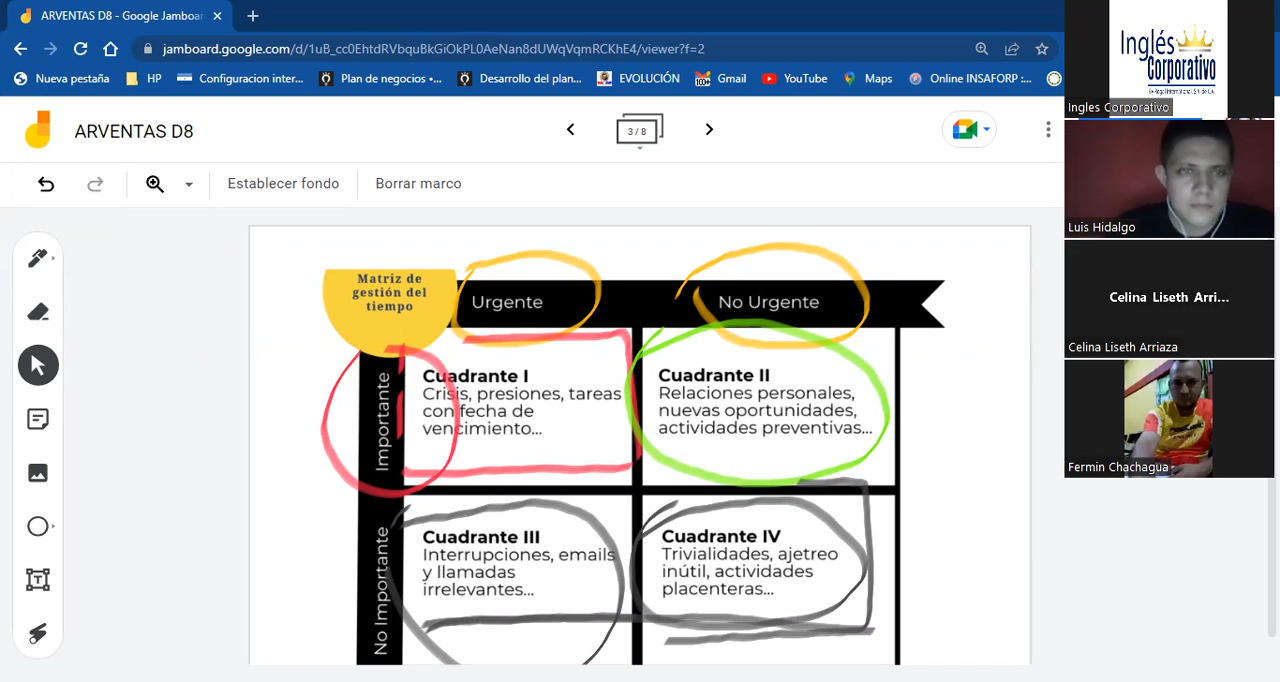 ARVENTAS D8 - Google Jamboar
jamboard.google.com/d/1uB_cc0EhtdRVbquBkGiOkPL0AeNan8dUWqVqmRCKhE4/viewer?f=2
Nueva pestaña
HP
Configuracion inter...
Plan de negocios •...
Desarrollo del plan...
EVOLUCIÓN
100+
Gmail
YouTube
Maps
Online INSAFORP :...
ARVENTAS D8
3 / 8
Establecer fondo
Borrar marco
Matriz de
gestión del
tiempo
Urgente
No Urgente
Importante
Cuadrante I
Crisis, presiones, tareas
con fecha de
vencimiento...
Cuadrante II
Relaciones personales,
nuevas oportunidades,
actividades preventivas...
No Importante
Cuadrante III
Interrupciones, emails
y llamadas
irrelevantes...
Cuadrante IV
Trivialidades, ajetreo
inútil, actividades
placenteras...
Inglés
Corporativo
Ingles Corporativo
Luis Hidalgo
Celina Liseth Arri...
Celina Liseth Arriaza
Fermin Chachagua